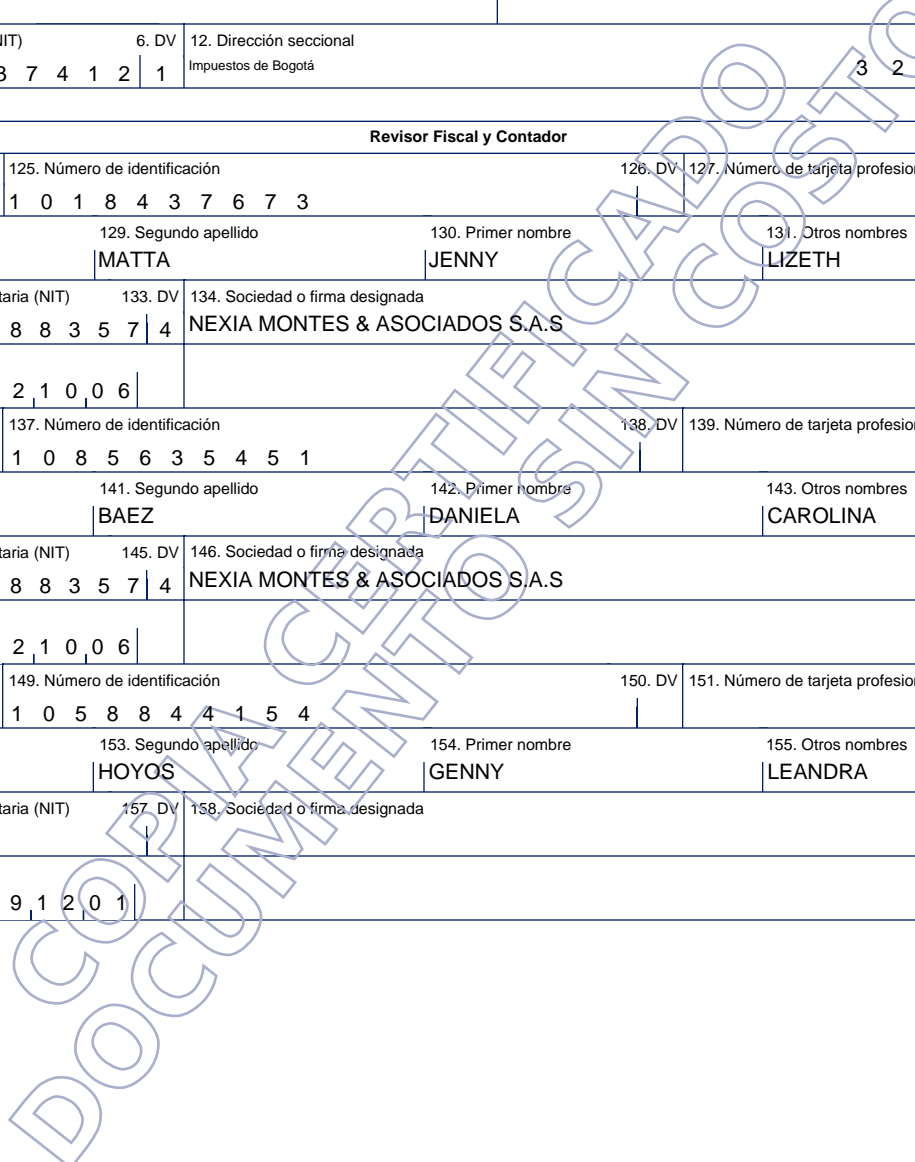 NIT) 6. DV 12. Dirección seccional
8 7 4 1 2 1 Impuestos de Bogotá 3 2
Revisor Fiscal y Contador
125. Número de identificación 126. DV 127. Número de tarjeta profesion
1 0 1 8 4 3 7 6 7 3
129. Segundo apellido 130. Primer nombre 131. Otros nombres
MATTA JENNY LIZETH
taria (NIT) 133. DV 134. Sociedad o firma designada
8 8 3 5 7 4 NEXIA MONTES & ASOCIADOS S.A.S
2 1 0 0 6
137. Número de identificación 138. DV 139. Número de tarjeta profesion
1 0 8 5 6 3 5 4 5 1
141. Segundo apellido 142. Primer nombre 143. Otros nombres
BAEZ DANIELA CAROLINA
taria (NIT) 145. DV 146. Sociedad o firma designada
8 8 3 5 7 4 NEXIA MONTES & ASOCIADOS S.A.S
2 1 0 0 6
149. Número de identificación 150. DV 151. Número de tarjeta profesion
1 0 5 8 8 4 4 1 5 4
153. Segundo apellido 154. Primer nombre 155. Otros nombres
HOYOS GENNY LEANDRA
taria (NIT) 157. DV 158. Sociedad o firma designada
9 1 2 0 1
COPIA CERTIFICADO
DOCUMENTO SIN COSTO